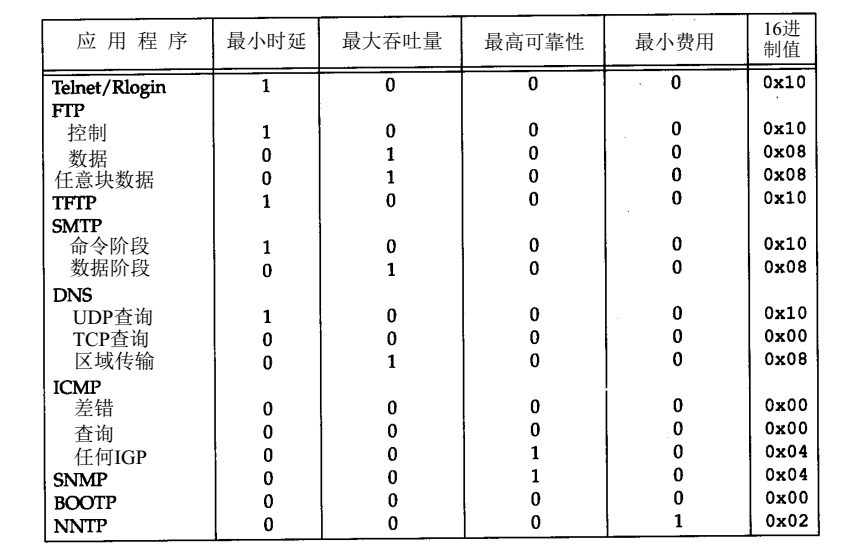 应用程序 最小时延 最大吞吐量 最高可靠性 最小费用 16进制值
Telnet/Rlogin 1 0 0 0 0x10
FTP
控制 1 0 0 0 0x10
数据 0 1 0 0 0x08
任意块数据 0 1 0 0 0x08
TFTP 1 0 0 0 0x10
SMTP
命令阶段 1 0 0 0 0x10
数据阶段 0 1 0 0 0x08
DNS
UDP查询 1 0 0 0 0x10
TCP查询 0 0 0 0 0x00
区域传输 0 1 0 0 0x08
ICMP
差错 0 0 0 0 0x00
查询 0 0 0 0 0x00
任何IGP 0 0 1 0 0x04
SNMP 0 0 1 0 0x04
BOOTP 0 0 0 0 0x00
NNTP 0 0 0 1 0x02